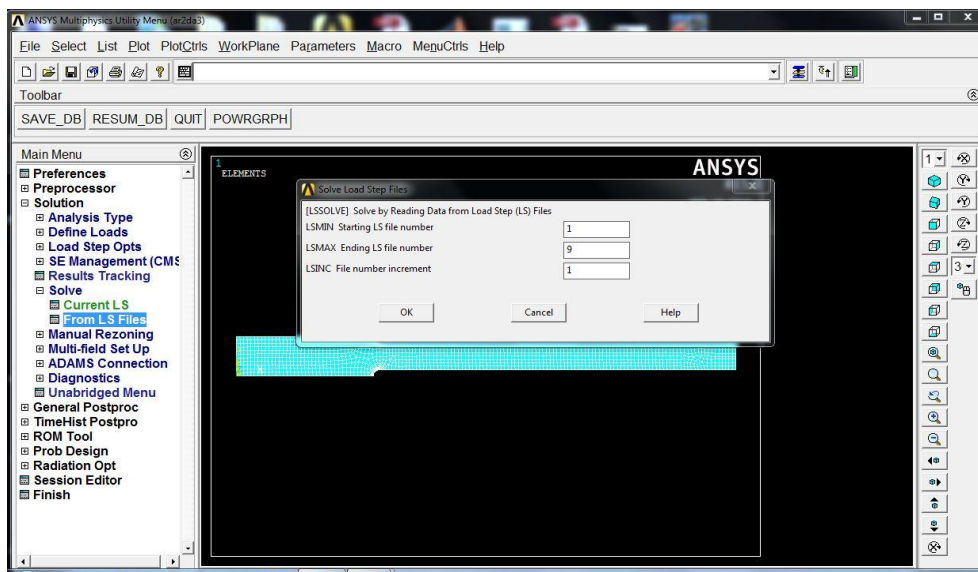 ANSYS Multiphysics Utility Menu (ar2da3)
File Select List Plot PlotCtrls WorkPlane Parameters Macro MenuCtrls Help
Toolbar
SAVE_DB RESUM_DB QUIT POWRGRPH
Main Menu
Preferences
Preprocessor
Solution
Analysis Type
Define Loads
Load Step Opts
SE Management (CMS
Results Tracking
Solve
Current LS
From LS Files
Manual Rezoning
Multi-field Set Up
ADAMS Connection
Diagnostics
Unabridged Menu
General Postproc
TimeHist Postpro
ROM Tool
Prob Design
Radiation Opt
Session Editor
Finish
1
ELEMENTS
ANSYS
Solve Load Step Files
[LSSOLVE] Solve by Reading Data from Load Step (LS) Files
LSMIN Starting LS file number 1
LSMAX Ending LS file number 9
LSINC File number increment 1
OK Cancel Help
1
3